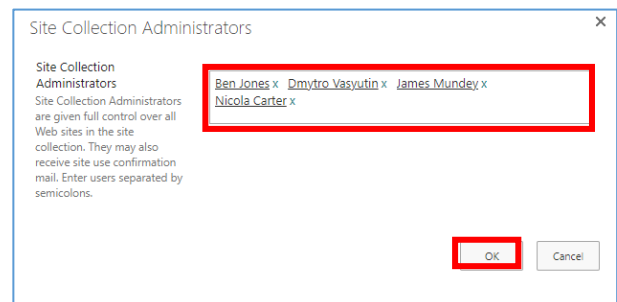 Site Collection Administrators
×
Site Collection
Administrators
Site Collection Administrators
are given full control over all
Web sites in the site
collection. They may also
receive site use confirmation
mail. Enter users separated by
semicolons.
Ben Jones x Dmytro Vasyutin x James Mundey x
Nicola Carter x
OK Cancel